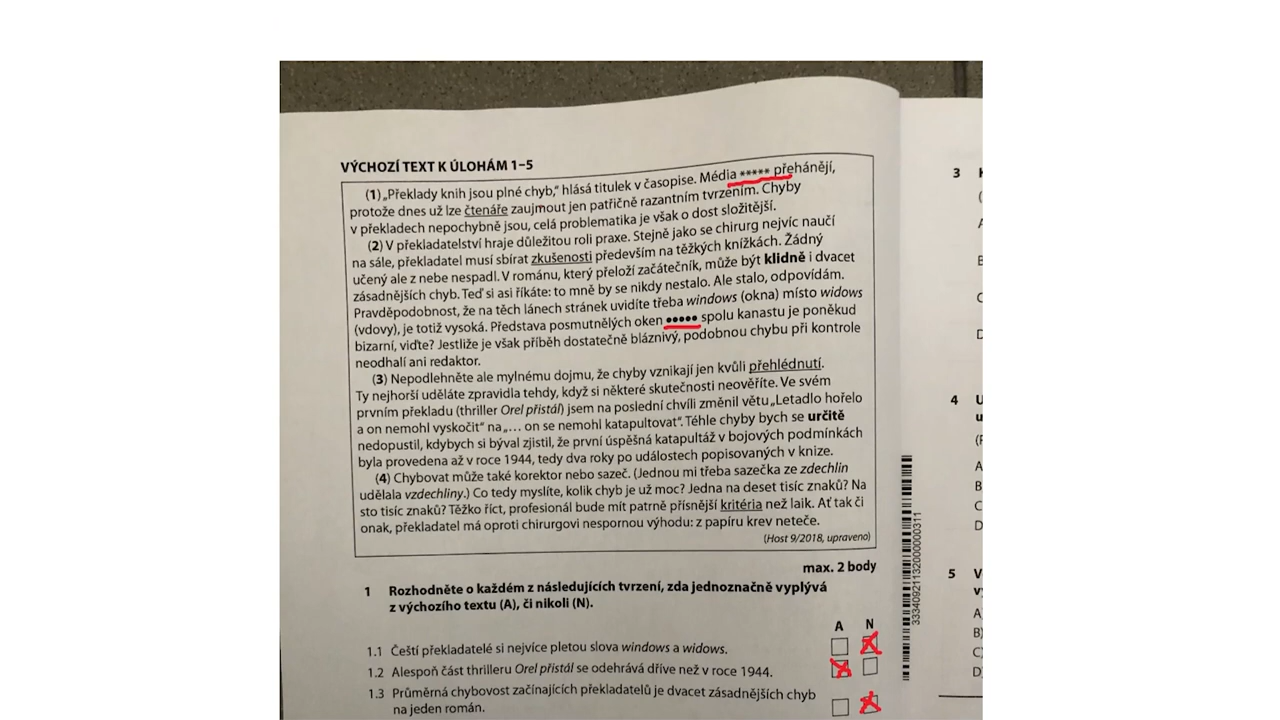 VÝCHOZÍ TEXT K ÚLOHÁM 1–5
(1) „Překlady knih jsou plné chyb,“ hlásá titulek v časopise. Média ***** přehánějí,
protože dnes už lze čtenáře zaujmout jen patřičně razantním tvrzením. Chyby
v překladech nepochybně jsou, celá problematika je však o dost složitější.
(2) V překladatelství hraje důležitou roli praxe. Stejně jako se chirurg nejvíc naučí
na sále, překladatel musí sbírat zkušenosti především na těžkých knížkách. Žádný
učený ale z nebe nespadl. V románu, který přeloží začátečník, může být klidně i dvacet
zásadnějších chyb. Teď si asi říkáte: to mně by se nikdy nestalo. Ale stalo, odpovídám.
Pravděpodobnost, že na těch lánech stránek uvidíte třeba windows (okna) místo widows
(vdovy), je totiž vysoká. Představa posmutnělých oken ●●●●● spolu kanastu je poněkud
bizarní, viďte? Jestliže je však příběh dostatečně bláznivý, podobnou chybu při kontrole
neodhalí ani redaktor.
(3) Nepodlehněte ale mylnému dojmu, že chyby vznikají jen kvůli přehlédnutí.
Ty nejhorší uděláte zpravidla tehdy, když si některé skutečnosti neověříte. Ve svém
prvním překladu (thriller Orel přistál) jsem na poslední chvíli změnil větu „Letadlo hořelo
a on nemohl vyskočit“ na „… on se nemohl katapultovat“. Téhle chyby bych se určitě
nedopustil, kdybych si býval zjistil, že první úspěšná katapultáž v bojových podmínkách
byla provedena až v roce 1944, tedy dva roky po událostech popisovaných v knize.
(4) Chybovat může také korektor nebo sazeč. (Jednou mi třeba sazečka ze zdechlin
udělala vzdechliny.) Co tedy myslíte, kolik chyb je už moc? Jedna na deset tisíc znaků? Na
sto tisíc znaků? Těžko říct, profesionál bude mít patrně přísnější kritéria než laik. Ať tak či
onak, překladatel má oproti chirurgovi nespornou výhodu: z papíru krev neteče.
(Host 9/2018, upraveno)
max. 2 body
1 Rozhodněte o každém z následujících tvrzení, zda jednoznačně vyplývá
z výchozího textu (A), či nikoli (N).
A N
1.1 Čeští překladatelé si nejvíce pletou slova windows a widows.
1.2 Alespoň část thrilleru Orel přistál se odehrává dříve než v roce 1944.
1.3 Průměrná chybovost začínajících překladatelů je dvacet zásadnějších chyb
na jeden román.
3334092113200000031​1
3
(
A
B
C
D
4 U
u
(F
A
B
C
D
5 V
v
A)
B)
C)
D)